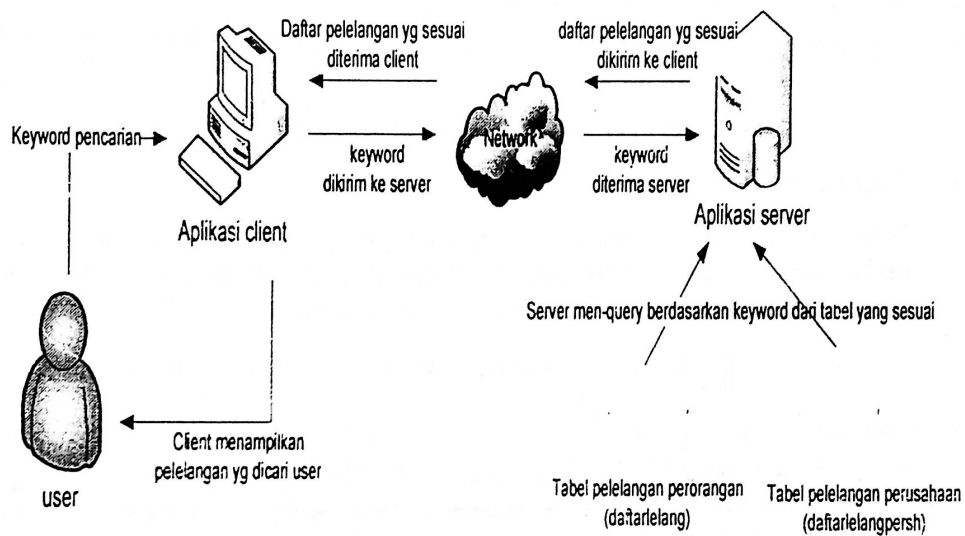 Daftar pelelangan yg sesuai
diterima client
daftar pelelangan yg sesuai
dikirim ke client
Keyword pencarian
keyword
dikirim ke server
Network
keyword
diterima server
Aplikasi client
Aplikasi server
Server men-query berdasarkan keyword dari tabel yang sesuai
Client menampilkan
pelelangan yg dicari user
user
Tabel pelelangan perorangan
(daftarlelang)
Tabel pelelangan perusahaan
(daftarlelangpersh)